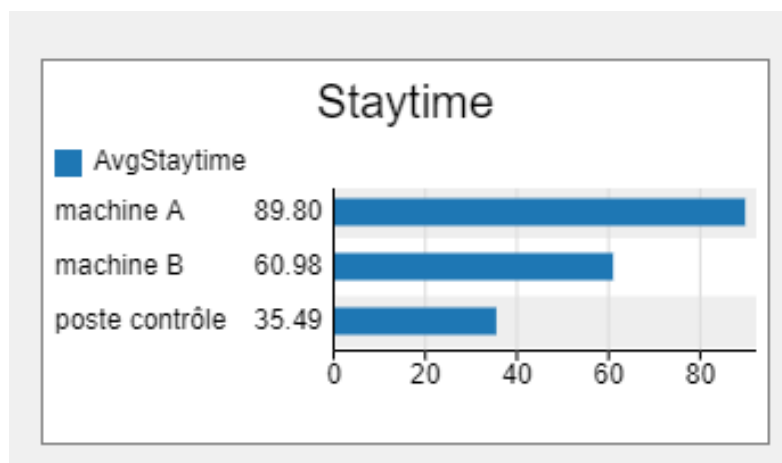 Staytime
AvgStaytime
machine A 89.80
machine B 60.98
poste contrôle 35.49
0 20 40 60 80